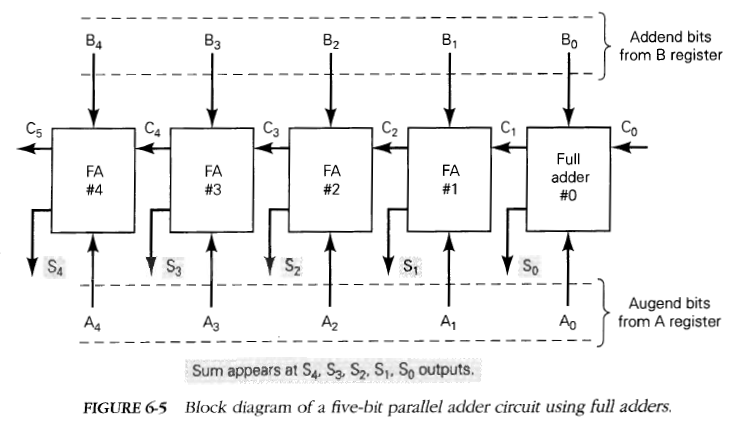 B₄ B₃ B₂ B₁ B₀
Addend bits
from B register
C₅ C₄ C₃ C₂ C₁ C₀
FA
#4
FA
#3
FA
#2
FA
#1
Full
adder
#0
S₄ S₃ S₂ S₁ S₀
A₄ A₃ A₂ A₁ A₀
Augend bits
from A register
Sum appears at S₄, S₃, S₂, S₁, S₀ outputs.
FIGURE 6-5 Block diagram of a five-bit parallel adder circuit using full adders.